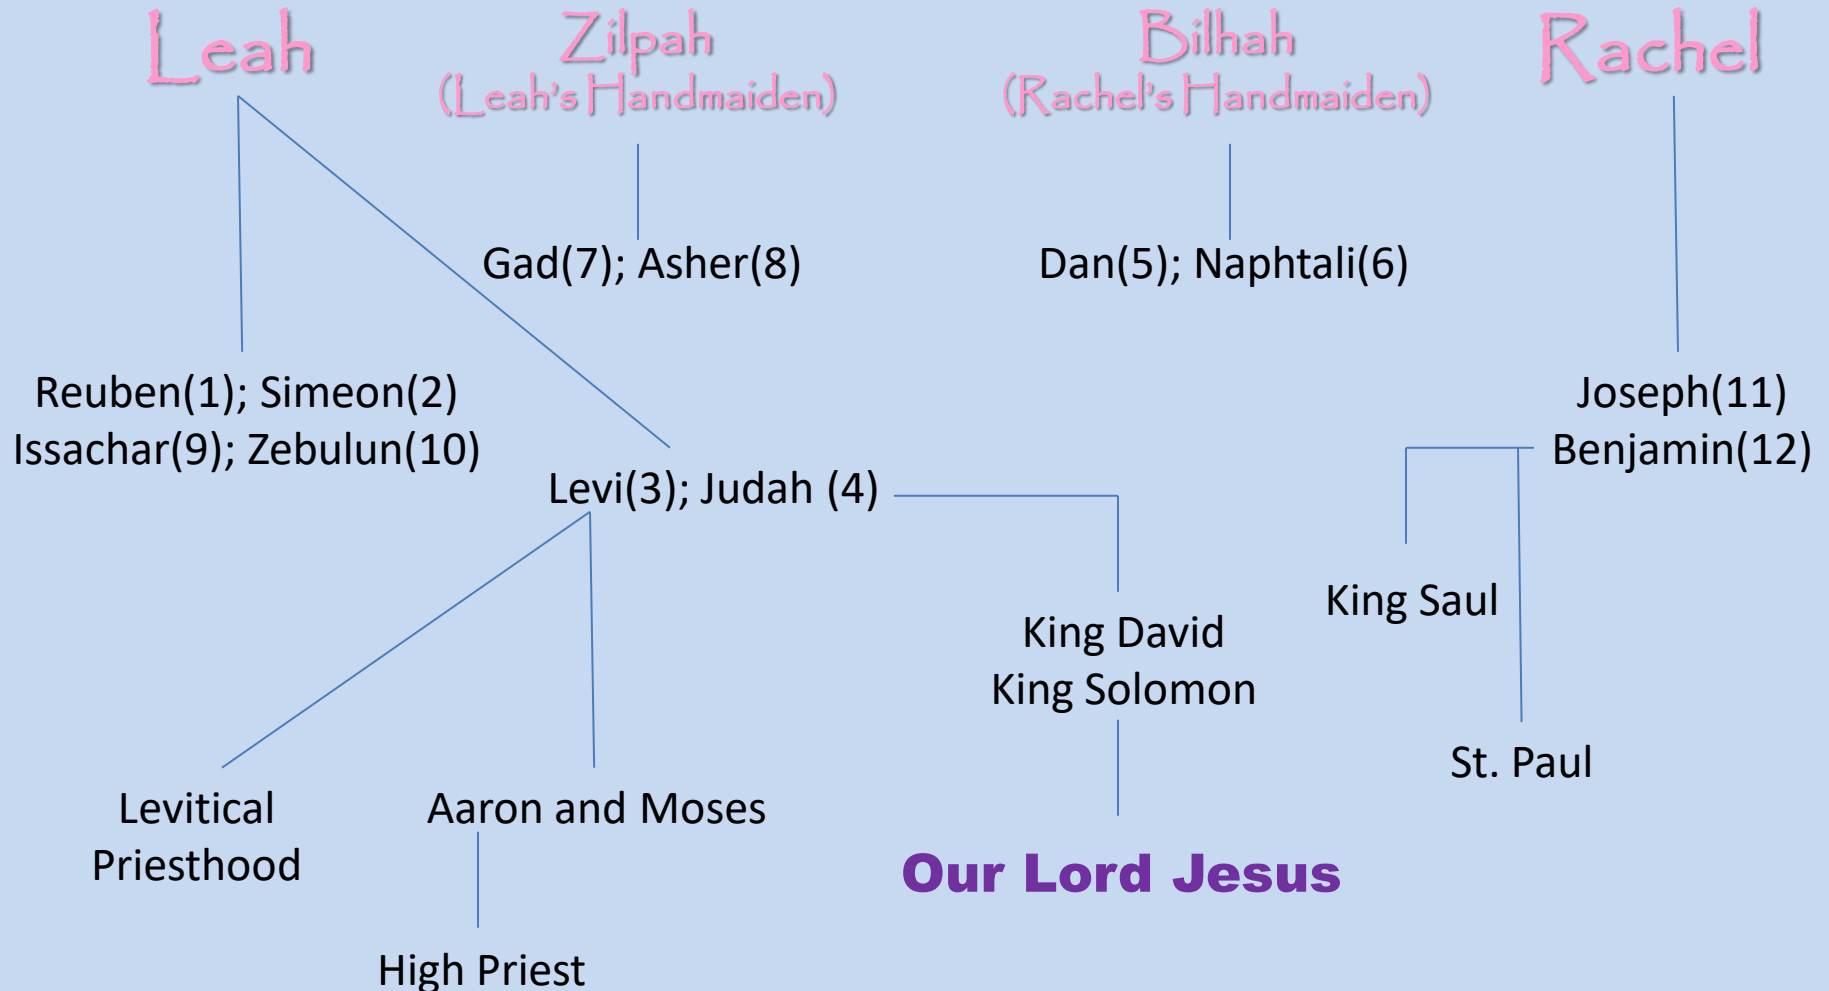 Leah
Zilpah
(Leah's Handmaiden)
Bilhah
(Rachel's Handmaiden)
Rachel
Gad(7); Asher(8)
Dan(5); Naphtali(6)
Reuben(1); Simeon(2)
Issachar(9); Zebulun(10)
Joseph(11)
Benjamin(12)
Levi(3); Judah (4)
King David
King Solomon
King Saul
St. Paul
Levitical
Priesthood
Aaron and Moses
Our Lord Jesus
High Priest